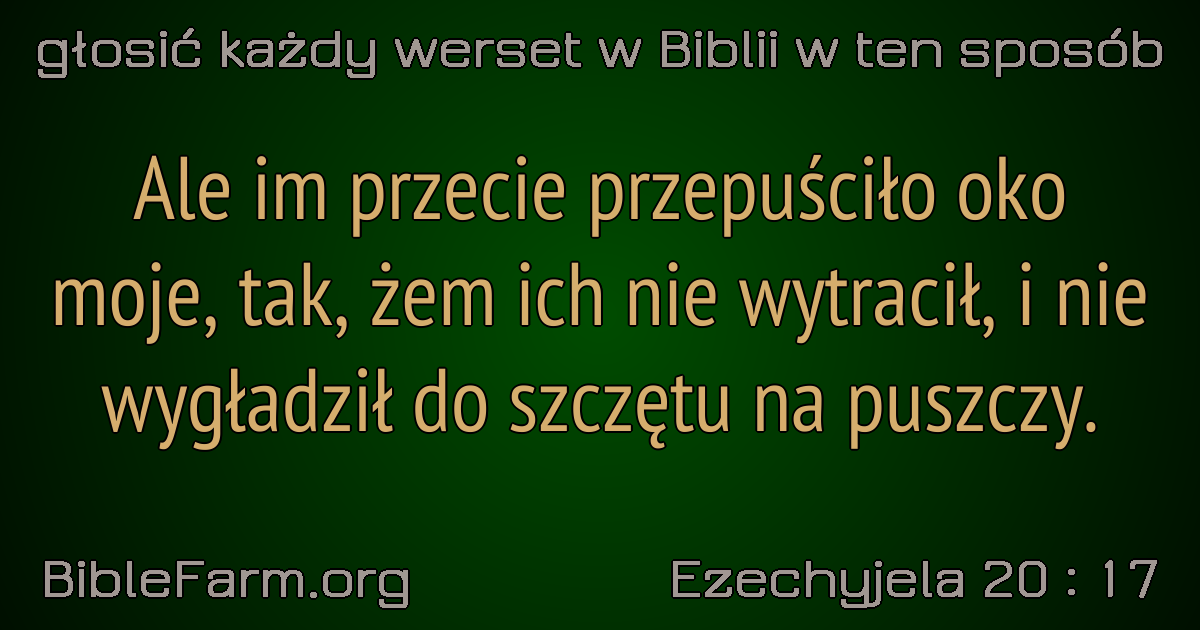 głosić każdy werset w Biblii w ten sposób
Ale im przecie przepuściło oko
moje, tak, żem ich nie wytracił, i nie
wygładził do szczętu na puszczy.
BibleFarm.org
Ezechyjela 20 : 17